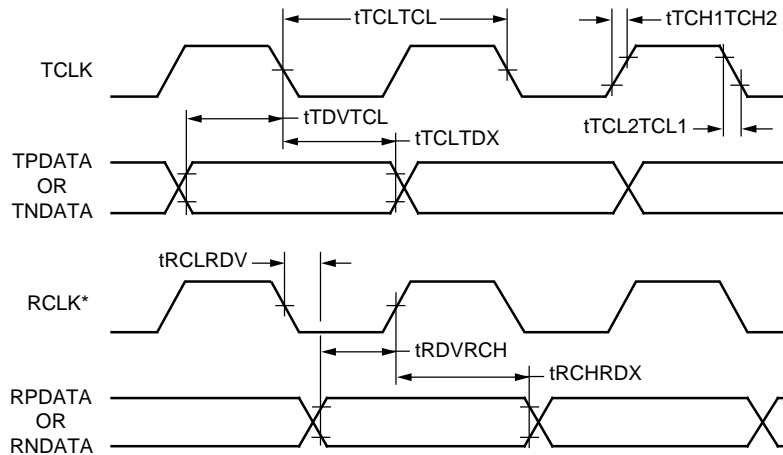 tTCLTCL
tTCH1TCH2
TCLK
tTDVTCL
tTCLTDX
tTCL2TCL1
TPDATA
OR
TNDATA
tRCLRDV
RCLK*
tRDVRCH
tRCHRDX
RPDATA
OR
RNDATA